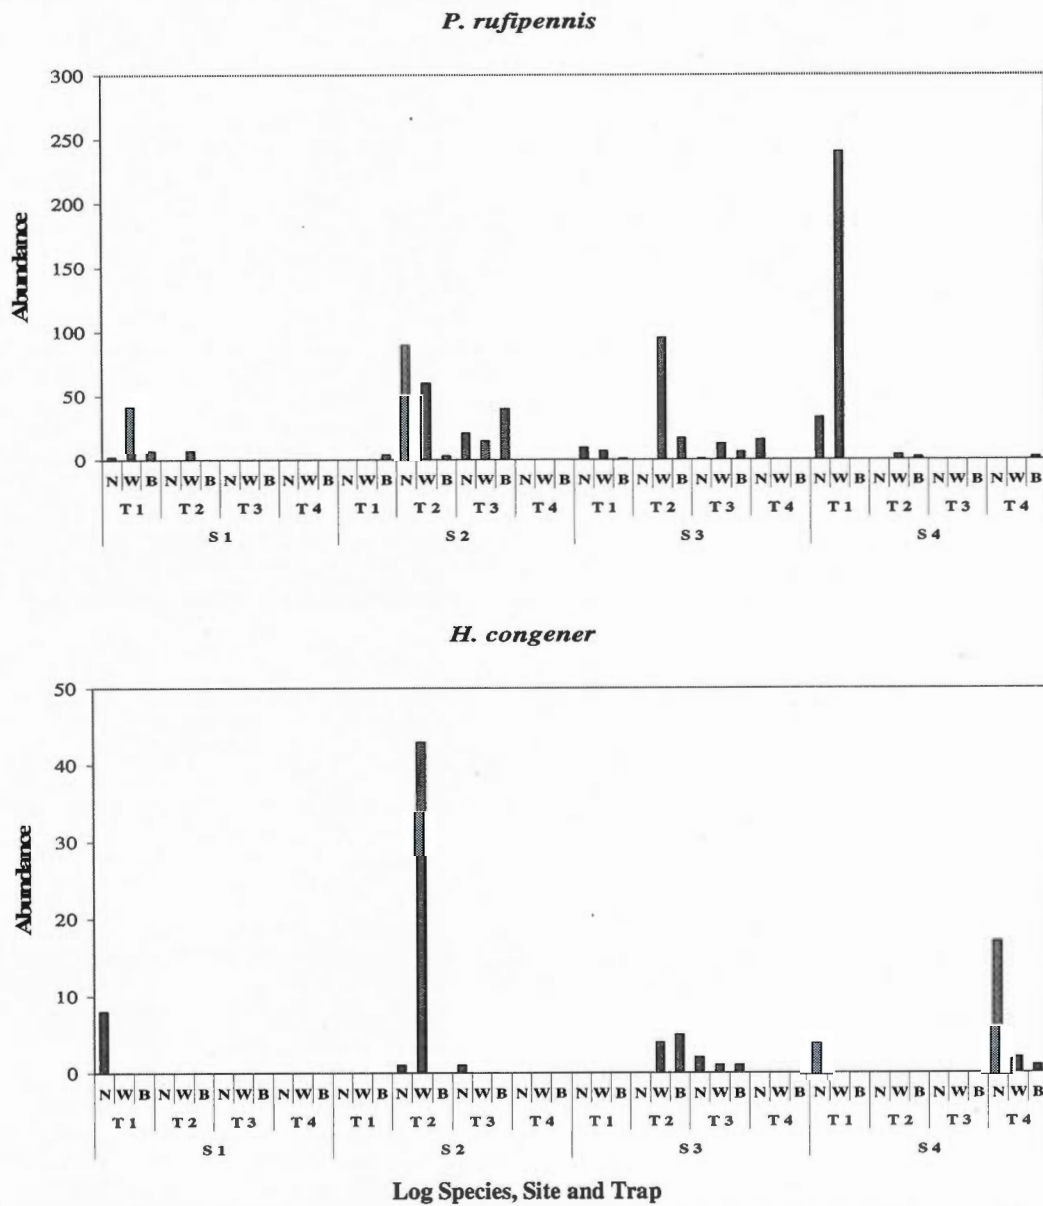 P. rufipennis
300
250
200
150
100
50
0
Abundance
N W B N W B N W B N W B N W B N W B N W B N W B N W B N W B N W B N W B N W B N W B N W B N W B
T 1 T 2 T 3 T 4 T 1 T 2 T 3 T 4 T 1 T 2 T 3 T 4 T 1 T 2 T 3 T 4
S 1 S 2 S 3 S 4
H. congener
50
40
30
20
10
0
Abundance
N W B N W B N W B N W B N W B N W B N W B N W B N W B N W B N W B N W B N W B N W B N W B N W B
T 1 T 2 T 3 T 4 T 1 T 2 T 3 T 4 T 1 T 2 T 3 T 4 T 1 T 2 T 3 T 4
S 1 S 2 S 3 S 4
Log Species, Site and Trap